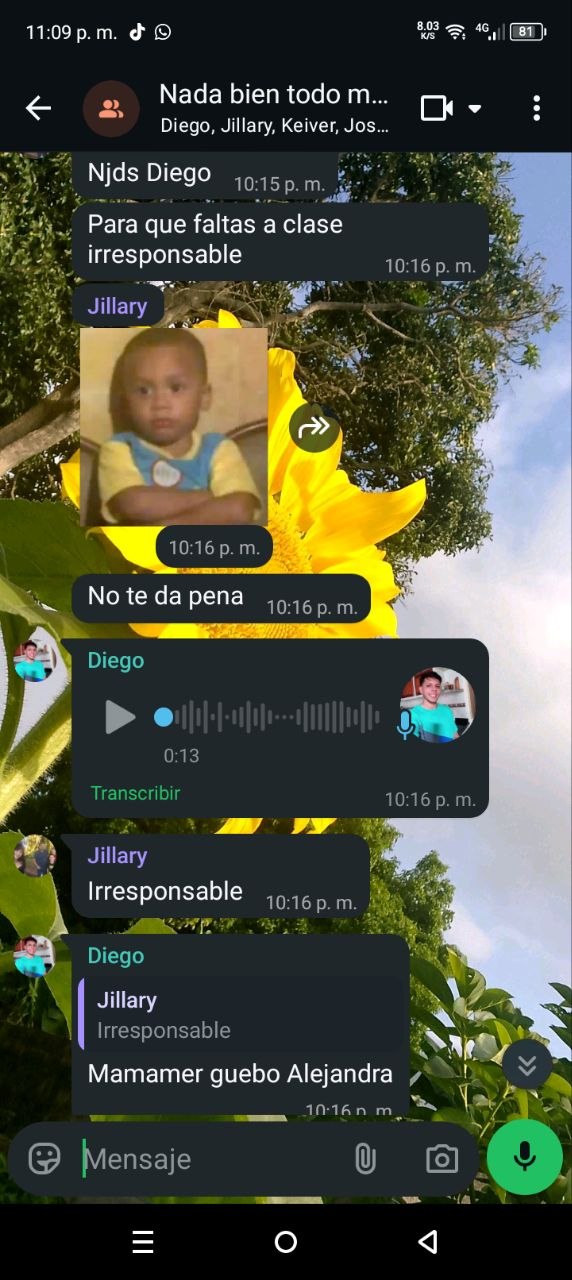 11:09 p. m.
8.03
K/S
4G
81
Nada bien todo m...
Diego, Jillary, Keiver, Jos...
Njds Diego 10:15 p. m.
Para que faltas a clase
irresponsable 10:16 p. m.
Jillary
10:16 p. m.
No te da pena 10:16 p. m.
Diego
0:13
Transcribir 10:16 p. m.
Jillary
Irresponsable 10:16 p. m.
Diego
Jillary
Irresponsable
Mamamer guebo Alejandra
10:16 p. m.
Mensaje